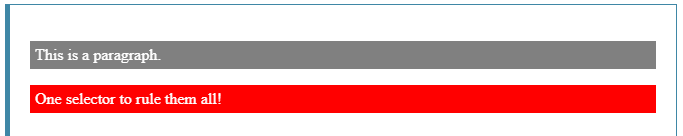 This is a paragraph.
One selector to rule them all!